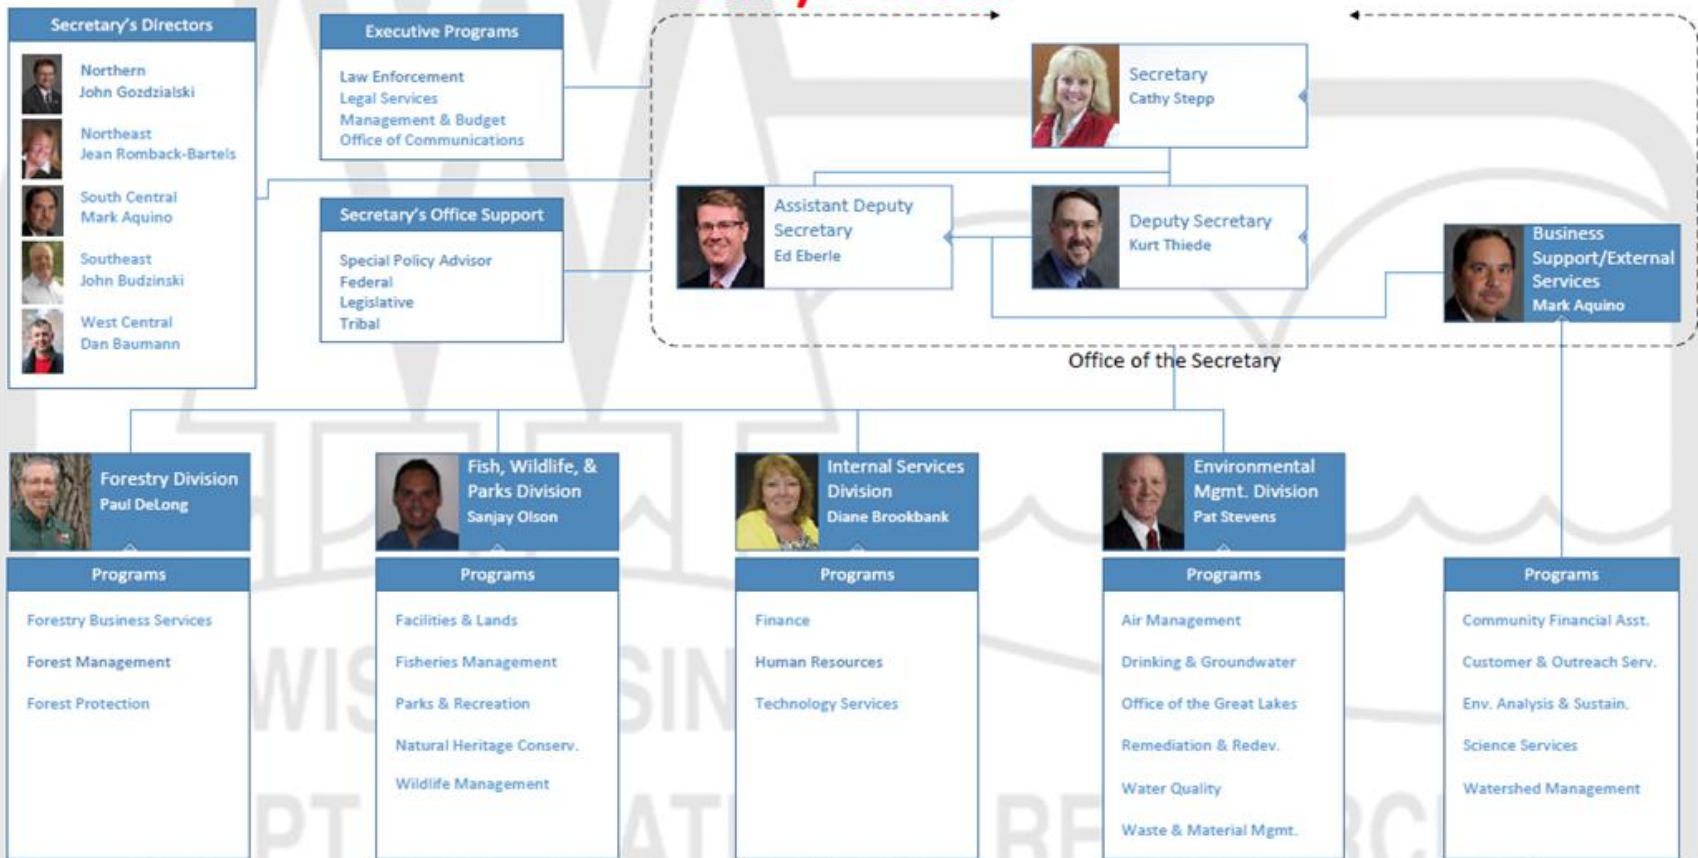 Secretary's Directors
Northern
John Gozdzialski
Northeast
Jean Romback-Bartels
South Central
Mark Aquino
Southeast
John Budzinski
West Central
Dan Baumann
Executive Programs
Law Enforcement
Legal Services
Management & Budget
Office of Communications
Secretary's Office Support
Special Policy Advisor
Federal
Legislative
Tribal
Secretary
Cathy Stepp
Assistant Deputy
Secretary
Ed Eberle
Deputy Secretary
Kurt Thiede
Business
Support/External
Services
Mark Aquino
Office of the Secretary
Forestry Division
Paul DeLong
Fish, Wildlife, &
Parks Division
Sanjay Olson
Internal Services
Division
Diane Brookbank
Environmental
Mgmt. Division
Pat Stevens
Programs
Forestry Business Services
Forest Management
Forest Protection
Programs
Facilities & Lands
Fisheries Management
Parks & Recreation
Natural Heritage Conserv.
Wildlife Management
Programs
Finance
Human Resources
Technology Services
Programs
Air Management
Drinking & Groundwater
Office of the Great Lakes
Remediation & Redev.
Water Quality
Waste & Material Mgmt.
Programs
Community Financial Asst.
Customer & Outreach Serv.
Env. Analysis & Sustain.
Science Services
Watershed Management